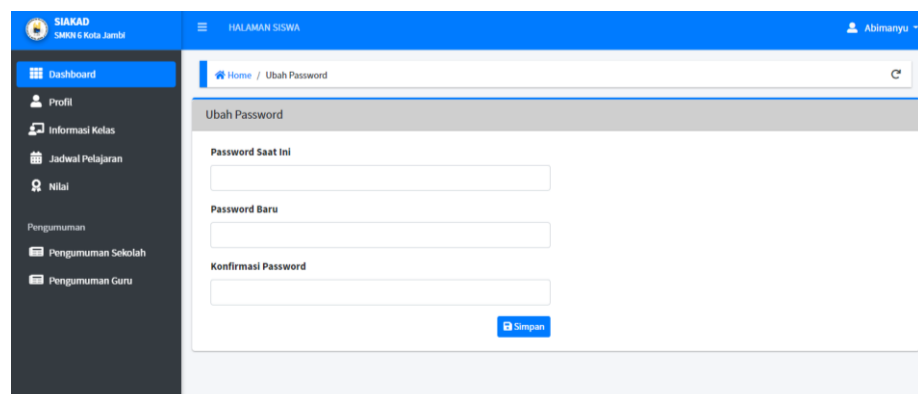 SIAKAD
SMKN 6 Kota Jambi
HALAMAN SISWA
Abimanyu
Dashboard
Profil
Informasi Kelas
Jadwal Pelajaran
Nilai
Pengumuman
Pengumuman Sekolah
Pengumuman Guru
Home / Ubah Password
Ubah Password
Password Saat Ini
Password Baru
Konfirmasi Password
Simpan